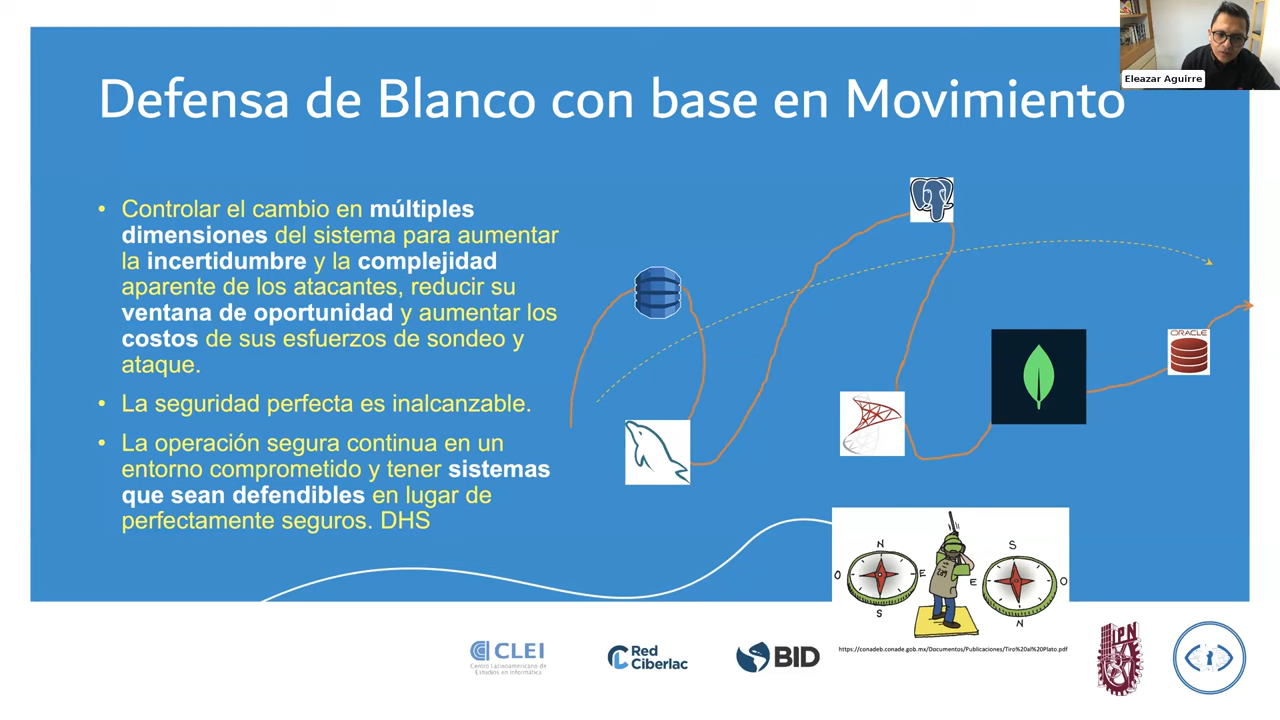 Eleazar Aguirre
Defensa de Blanco con base en Movimiento
• Controlar el cambio en múltiples
dimensiones del sistema para aumentar
la incertidumbre y la complejidad
aparente de los atacantes, reducir su
ventana de oportunidad y aumentar los
costos de sus esfuerzos de sondeo y
ataque.
• La seguridad perfecta es inalcanzable.
• La operación segura continua en un
entorno comprometido y tener sistemas
que sean defendibles en lugar de
perfectamente seguros. DHS
ORACLE
N
O
E
S
S
E
O
N
https://conadeb.conade.gob.mx/Documentos/Publicaciones/Tiro%20al%20Plato.pdf
CLEI
Centro Latinoamericano de
Estudios en Informática
Red
Ciberlac
BID
IPN